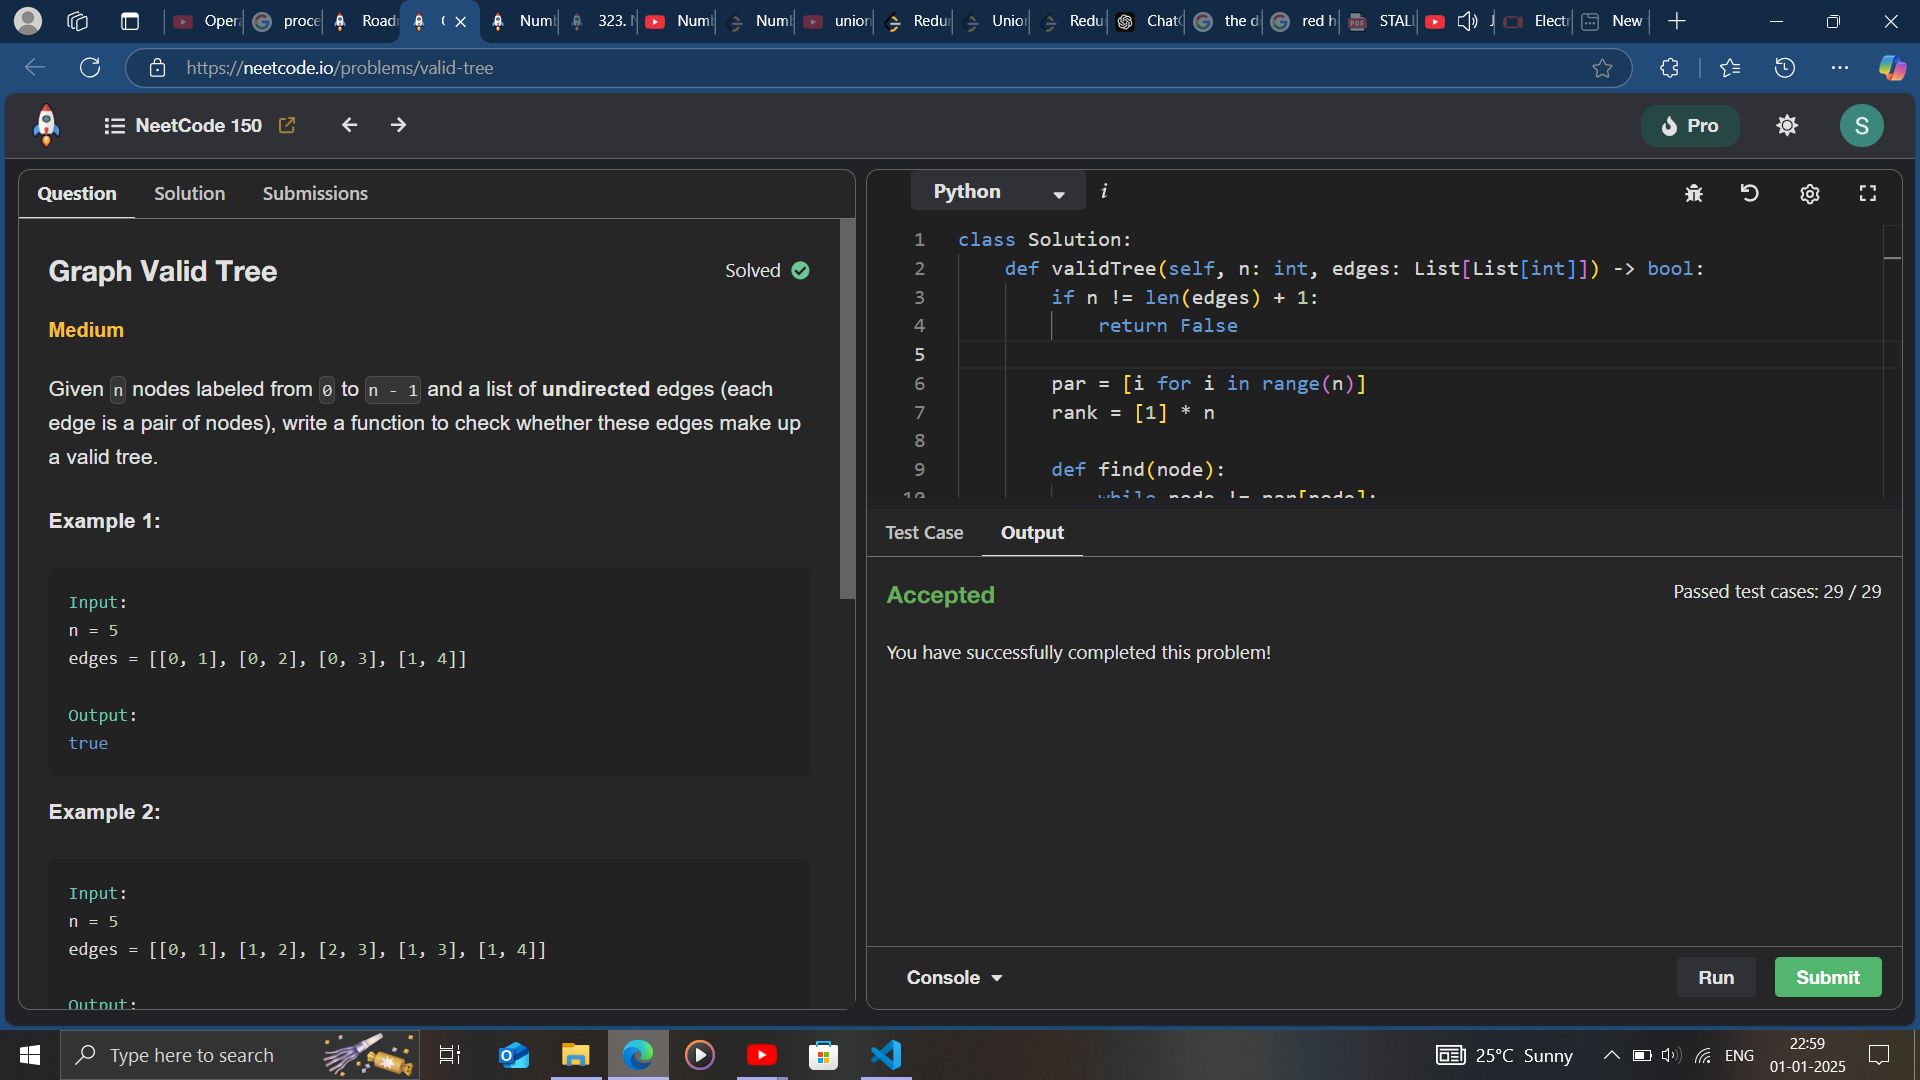 Opera
proce
Road
Numb
323. N
Numb
Numb
union
Redu
Union
Redu
Chat
the d
red h
STAL
Electr
New
https://neetcode.io/problems/valid-tree
NeetCode 150
Pro
S
Question
Solution
Submissions
Python
i
Graph Valid Tree
Solved
Medium
Given n nodes labeled from 0 to n - 1 and a list of undirected edges (each
edge is a pair of nodes), write a function to check whether these edges make up
a valid tree.
Example 1:
Input:
n = 5
edges = [[0, 1], [0, 2], [0, 3], [1, 4]]
Output:
true
Example 2:
Input:
n = 5
edges = [[0, 1], [1, 2], [2, 3], [1, 3], [1, 4]]
Output:
1 class Solution:
2 def validTree(self, n: int, edges: List[List[int]]) -> bool:
3 if n != len(edges) + 1:
4 return False
5
6 par = [i for i in range(n)]
7 rank = [1] * n
8
9 def find(node):
10 while node != par[node]:
Test Case
Output
Accepted
Passed test cases: 29 / 29
You have successfully completed this problem!
Console
Run
Submit
Type here to search
25°C Sunny
ENG
22:59
01-01-2025